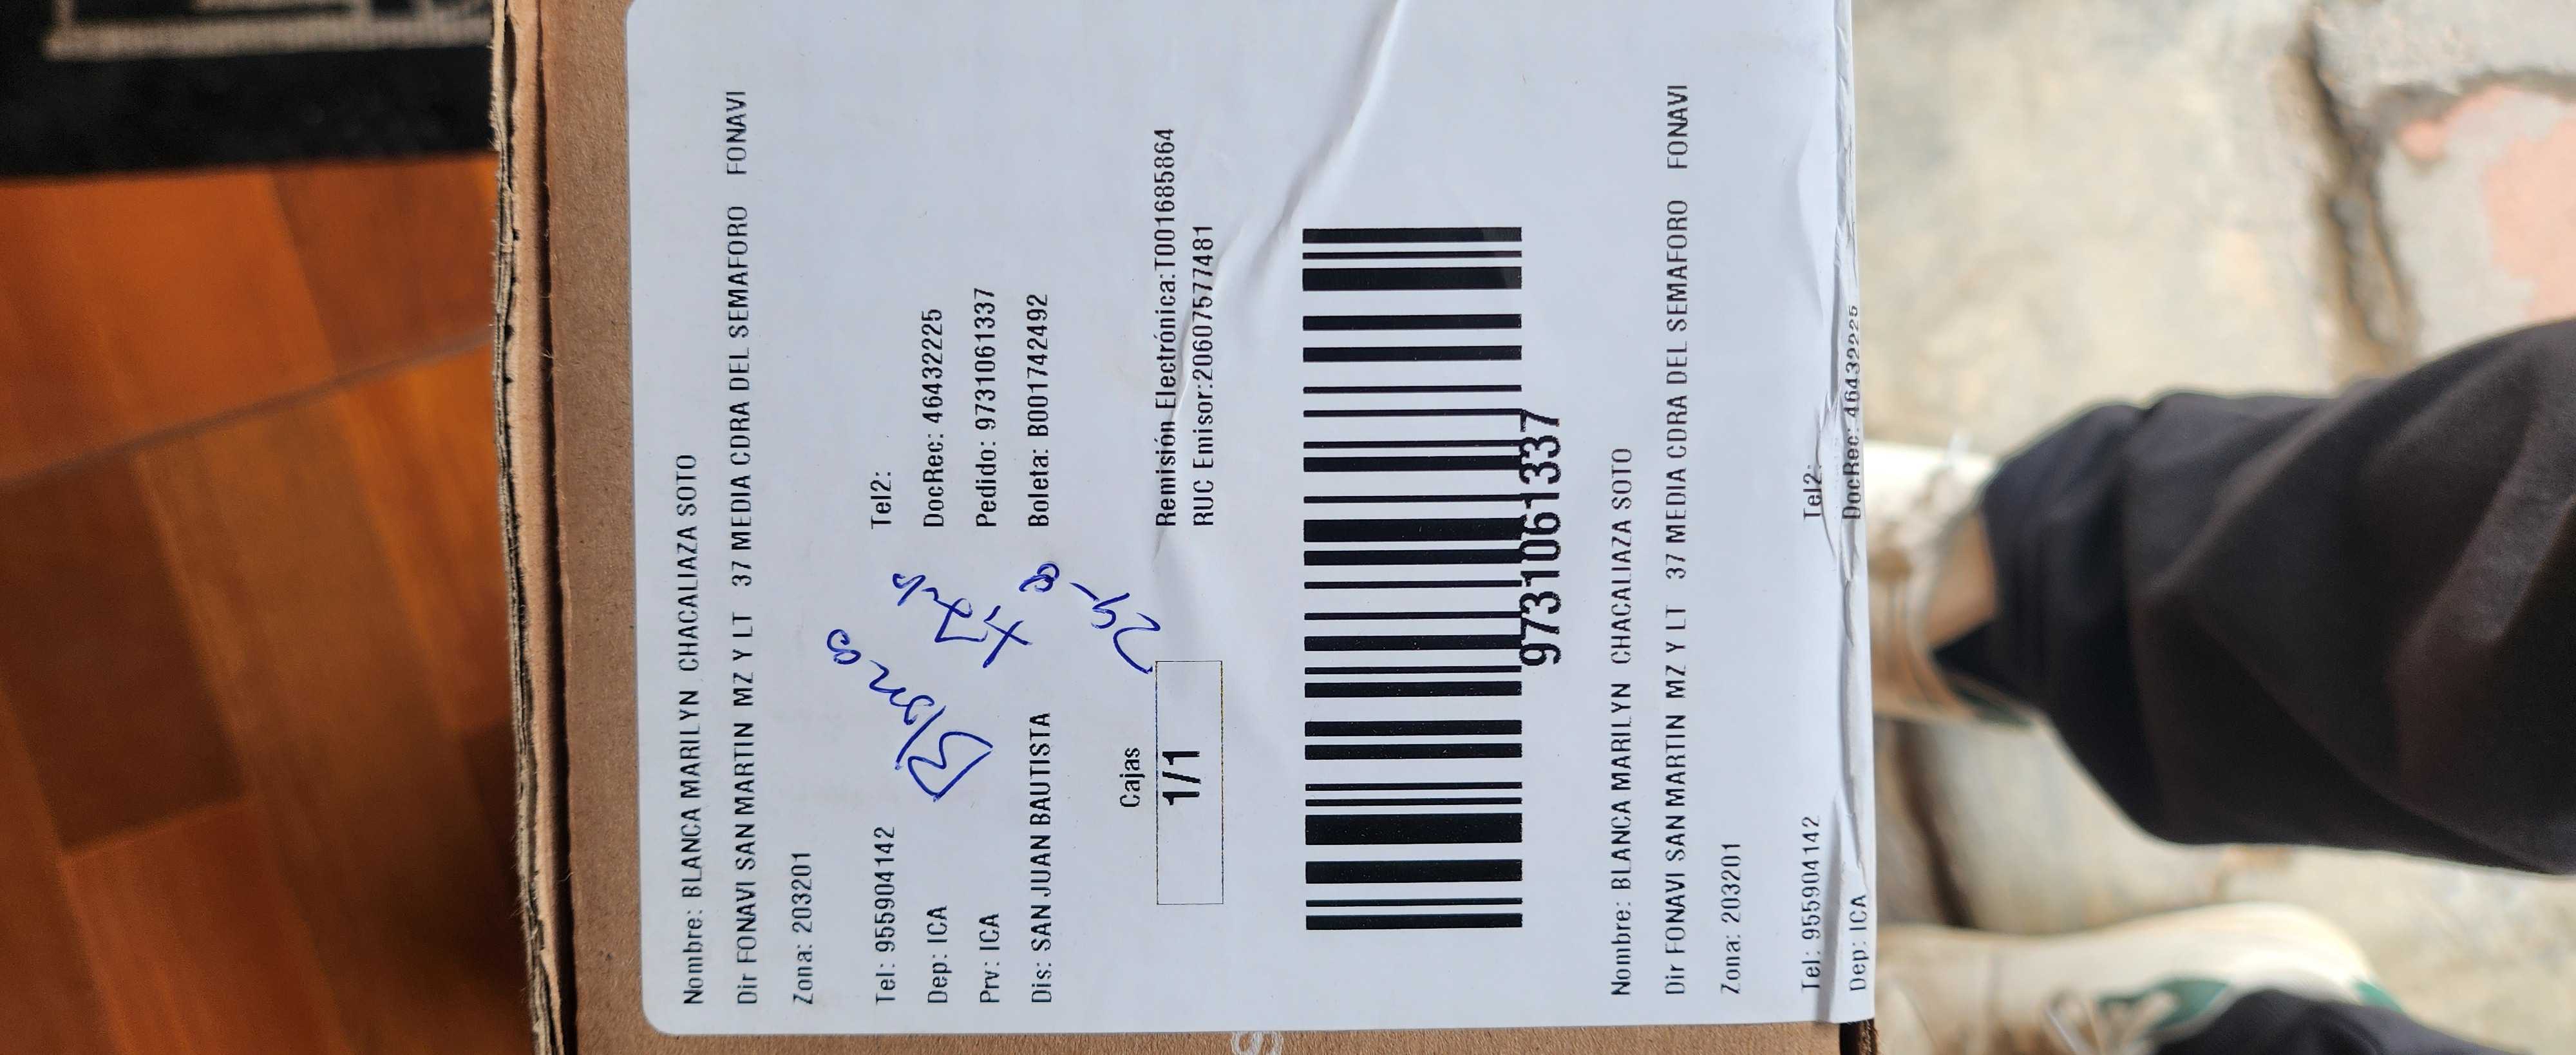 Nombre: BLANCA MARILYN CHACALIAZA SOTO
Dir FONAVI SAN MARTIN MZ Y LT 37 MEDIA CDRA DEL SEMAFORO FONAVI
Zona: 203201
Tel: 955904142 Tel2:
Dep: ICA DocRec: 46432225
Prv: ICA Pedido: 9731061337
Dis: SAN JUAN BAUTISTA Boleta: B001742492
Cajas
1/1
Remisión Electrónica:T001685864
RUC Emisor:20607577481
9731061337
Nombre: BLANCA MARILYN CHACALIAZA SOTO
Dir FONAVI SAN MARTIN MZ Y LT 37 MEDIA CDRA DEL SEMAFORO FONAVI
Zona: 203201
Tel: 955904142 Tel2:
Dep: ICA DocRec: 46432225